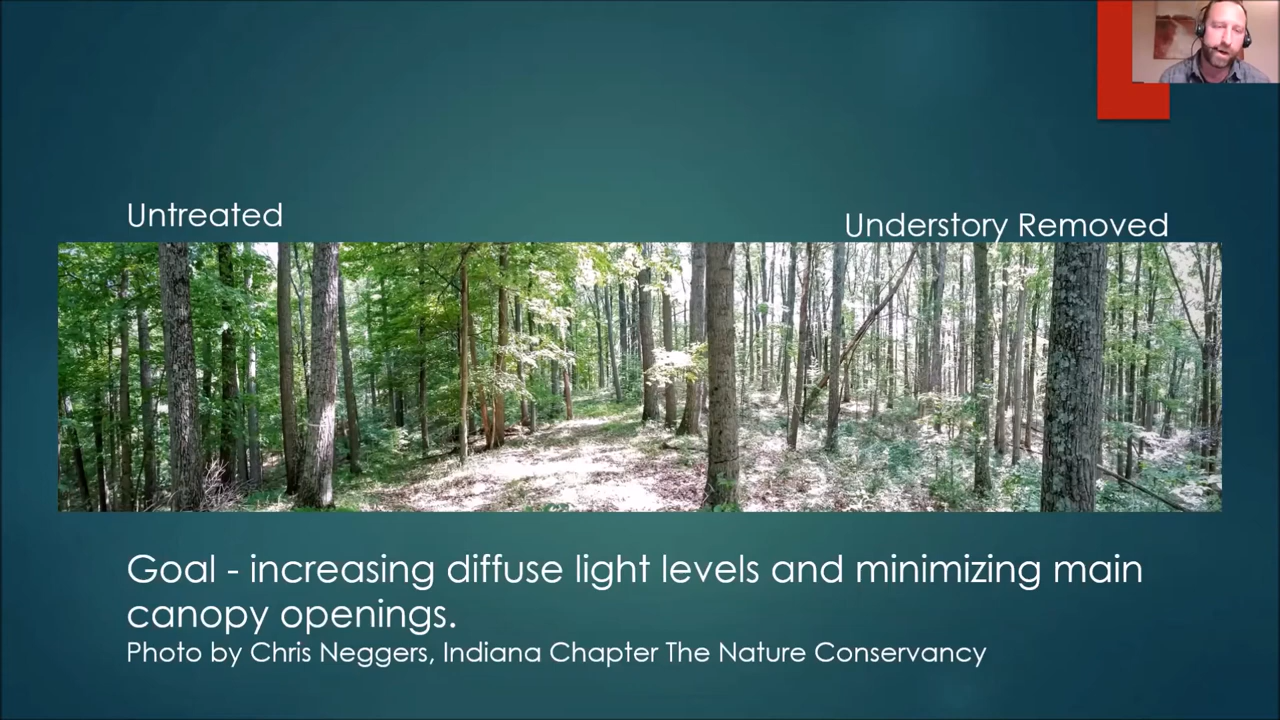 Untreated
Understory Removed
Goal - increasing diffuse light levels and minimizing main
canopy openings.
Photo by Chris Neggers, Indiana Chapter The Nature Conservancy